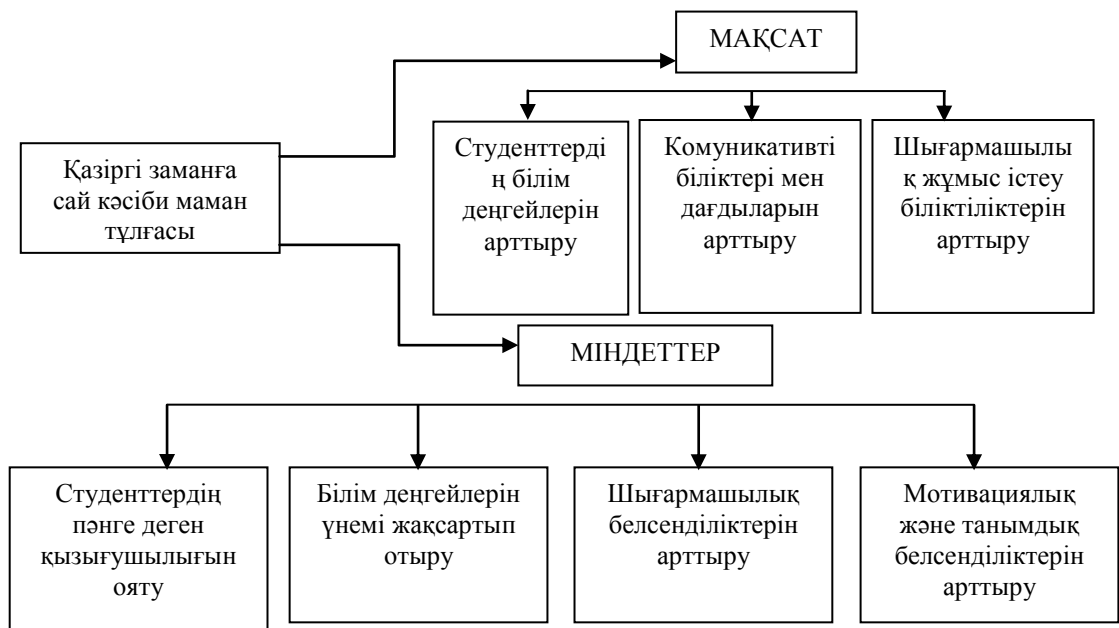 МАҚСАТ
Қазіргі заманға
сай кәсіби маман
тұлғасы
Студенттерді
ң білім
деңгейлерін
арттыру
Комуникативті
біліктері мен
дағдыларын
арттыру
Шығармашылы
қ жұмыс істеу
біліктіліктерін
арттыру
МІНДЕТТЕР
Студенттердің
пәнге деген
қызығушылығын
ояту
Білім деңгейлерін
үнемі жақсартып
отыру
Шығармашылық
белсенділіктерін
арттыру
Мотивациялық
және танымдық
белсенділіктерін
арттыру